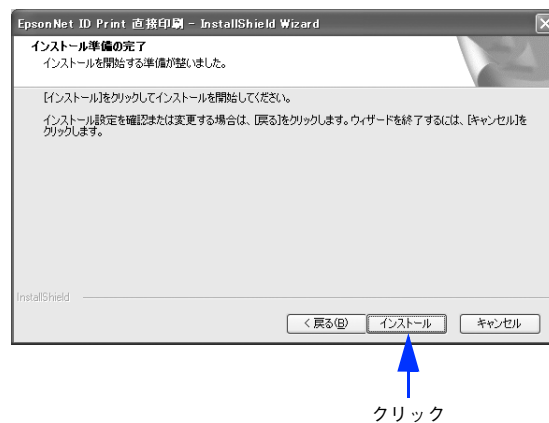 EpsonNet ID Print 直接印刷 - InstallShield Wizard
インストール準備の完了
インストールを開始する準備が整いました。
[インストール]をクリックしてインストールを開始してください。
インストール設定を確認または変更する場合は、[戻る]をクリックします。ウィザードを終了するには、[キャンセル]を
クリックします。
InstallShield
< 戻る(B) インストール キャンセル
クリック